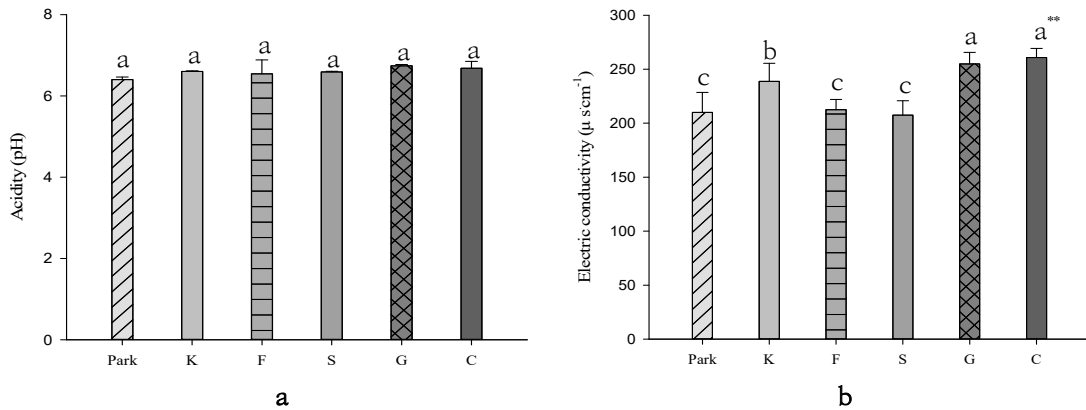 8
6
4
2
0
Acidity (pH)
a
a
a
a
a
a
Park
K
F
S
G
C
a
300
250
200
150
100
50
0
Electric conductivity (μ s·cm⁻¹)
c
b
c
c
a
a**
Park
K
F
S
G
C
b